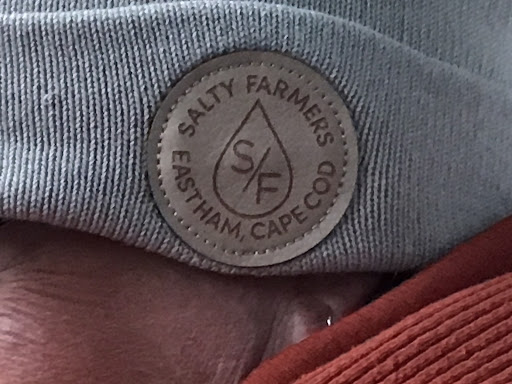 SALTY FARMERS
S/F
EASTHAM, CAPE COD